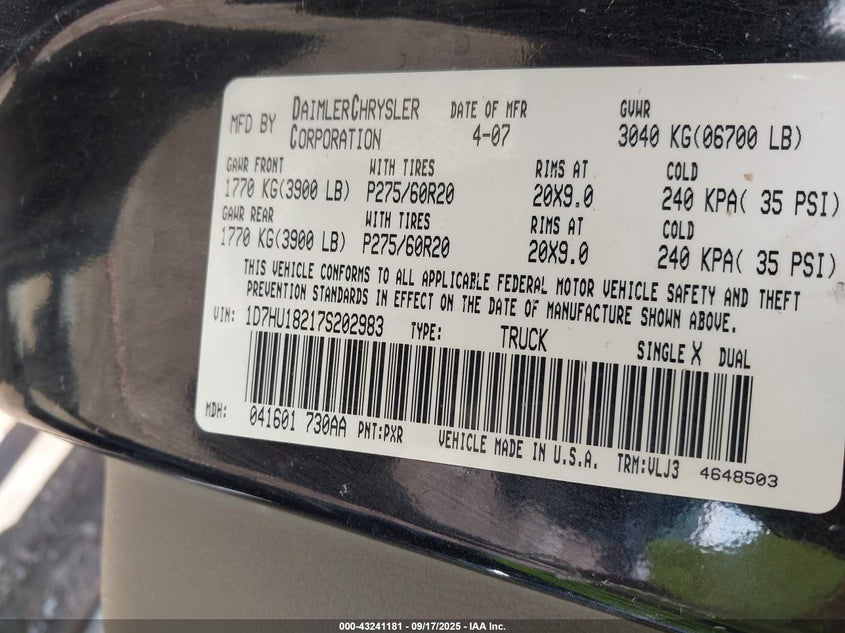 MFD BY DAIMLERCHRYSLER CORPORATION DATE OF MFR 4-07 GVWR 3040 KG(06700 LB)
GAWR FRONT WITH TIRES RIMS AT COLD
1770 KG(3900 LB) P275/60R20 20X9.0 240 KPA( 35 PSI)
GAWR REAR WITH TIRES RIMS AT COLD
1770 KG(3900 LB) P275/60R20 20X9.0 240 KPA( 35 PSI)
THIS VEHICLE CONFORMS TO ALL APPLICABLE FEDERAL MOTOR VEHICLE SAFETY AND THEFT
PREVENTION STANDARDS IN EFFECT ON THE DATE OF MANUFACTURE SHOWN ABOVE.
VIN: 1D7HU18217S202983 TYPE: TRUCK SINGLE X DUAL
MDH: 041601 730AA PNT:PXR VEHICLE MADE IN U.S.A. TRM:VLJ3 4648503
000-43241181 - 09/17/2025 - IAA Inc.